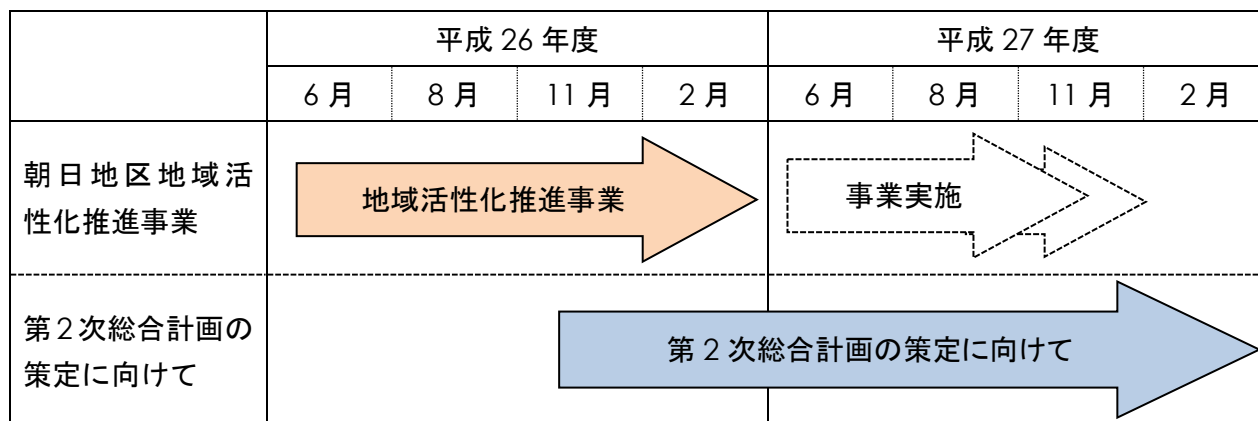 平成 26 年度 平成 27 年度
6 月 8 月 11 月 2 月 6 月 8 月 11 月 2 月
朝日地区地域活
性化推進事業
地域活性化推進事業
事業実施
第2次総合計画の
策定に向けて
第 2 次総合計画の策定に向けて